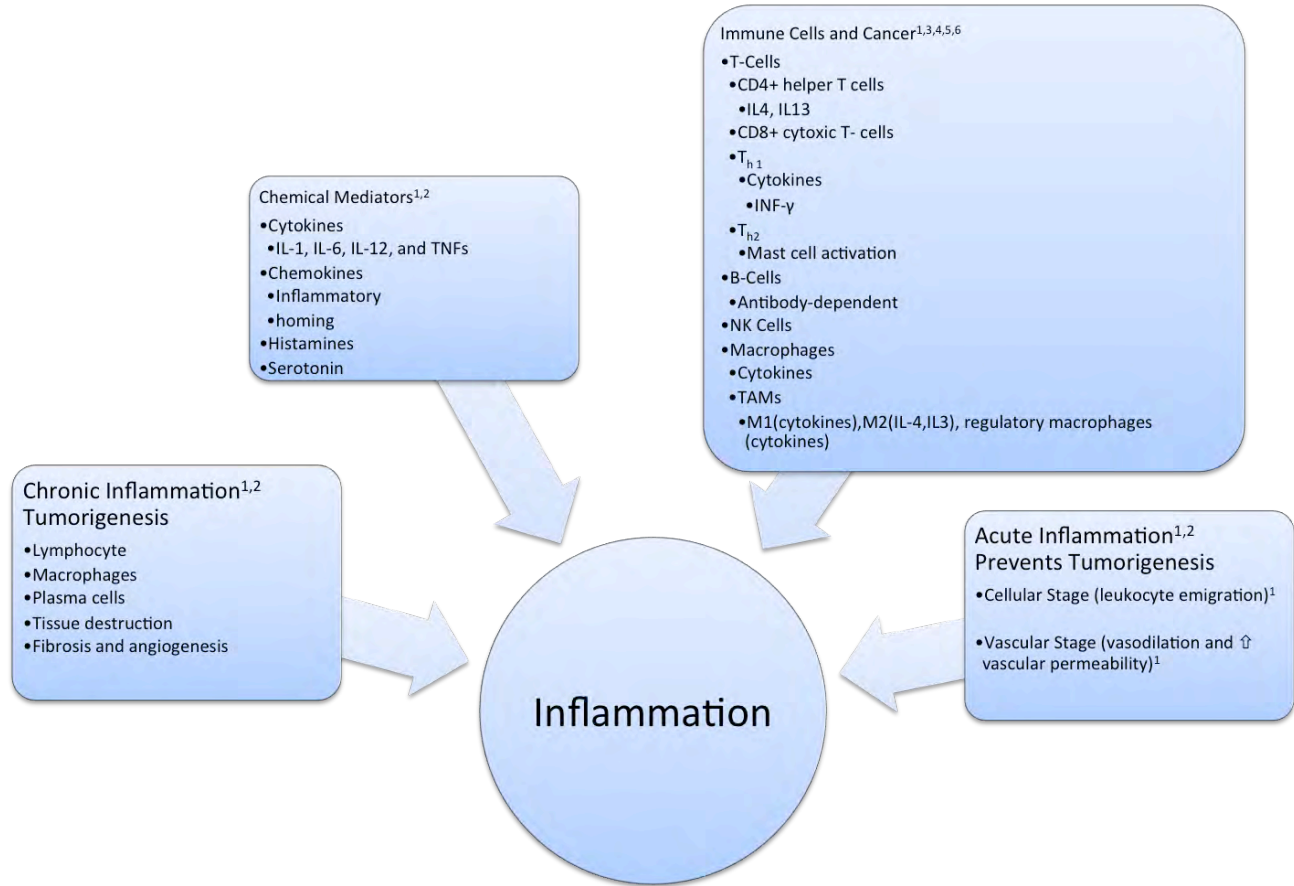 Immune Cells and Cancer1,3,4,5,6
•T-Cells
•CD4+ helper T cells
•IL4, IL13
•CD8+ cytoxic T- cells
•Th 1
•Cytokines
•INF-γ
•Th2
•Mast cell activation
•B-Cells
•Antibody-dependent
•NK Cells
•Macrophages
•Cytokines
•TAMs
•M1(cytokines),M2(IL-4,IL3), regulatory macrophages
(cytokines)
Chemical Mediators1,2
•Cytokines
•IL-1, IL-6, IL-12, and TNFs
•Chemokines
•Inflammatory
•homing
•Histamines
•Serotonin
Chronic Inflammation1,2
Tumorigenesis
•Lymphocyte
•Macrophages
•Plasma cells
•Tissue destruction
•Fibrosis and angiogenesis
Acute Inflammation1,2
Prevents Tumorigenesis
•Cellular Stage (leukocyte emigration)1
•Vascular Stage (vasodilation and ⇧
vascular permeability)1
Inflammation